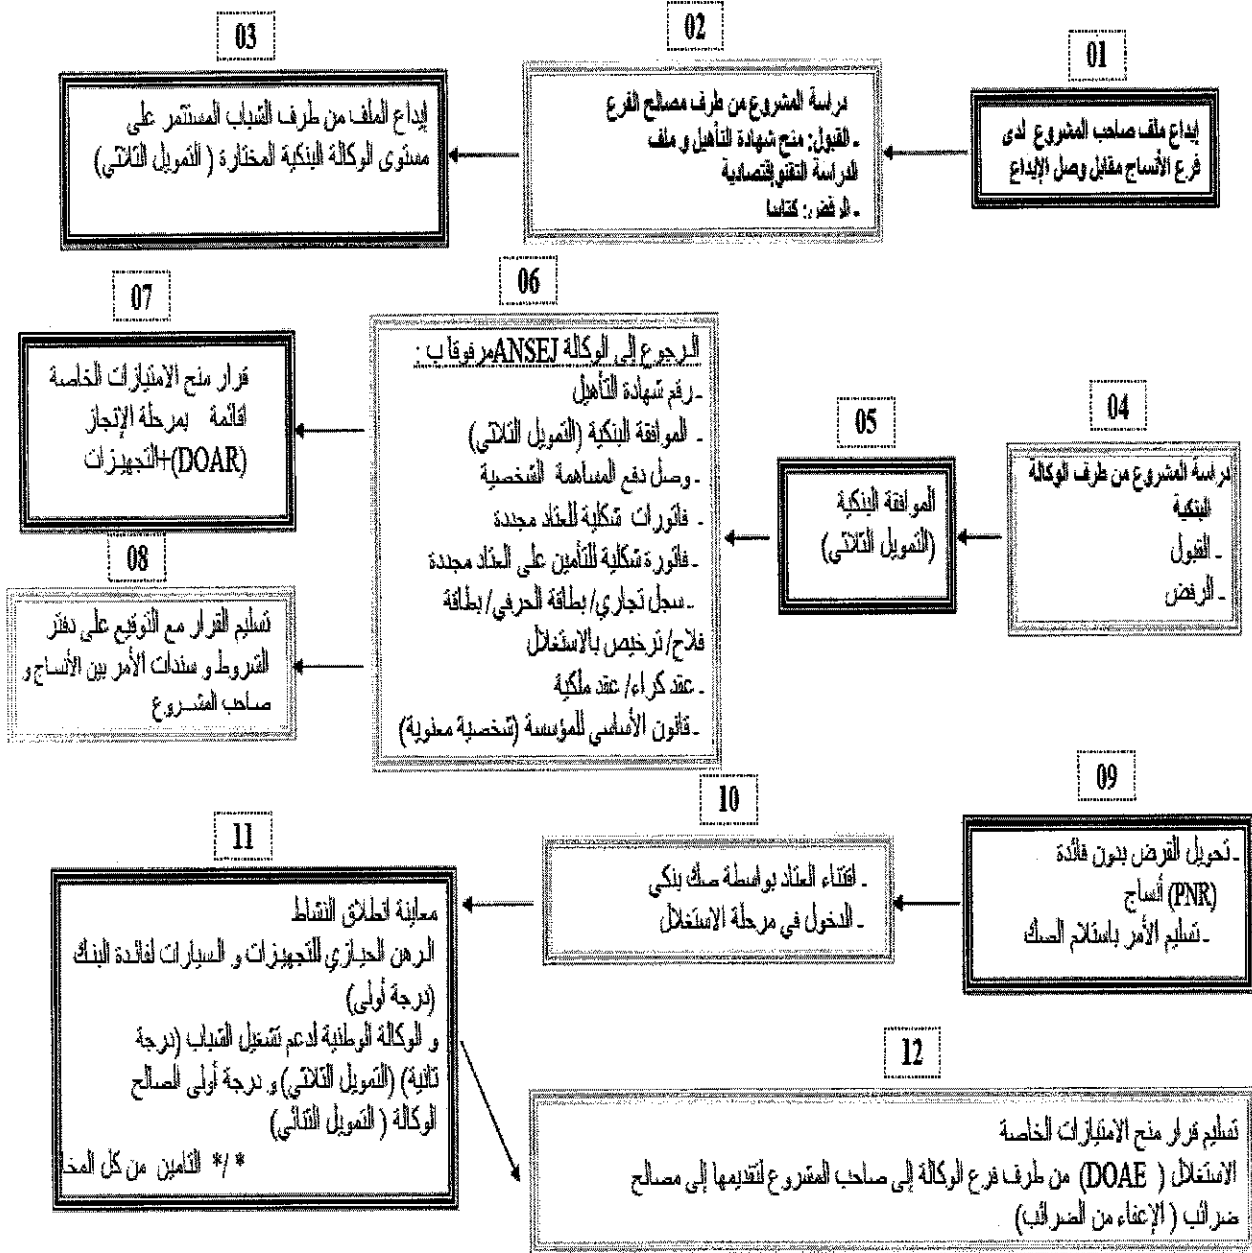 01
إيداع ملف صاحب المشروع لدى
فرع الأنساج مقابل وصل الإيداع
02
دراسة المشروع من طرف مصالح الفرع
- القبول: منح شهادة التأهيل و ملف
الدراسة التقنو إقتصادية
- الرفض: كتابيا
03
إيداع الملف من طرف الشباب المستثمر على
مستوى الوكالة البنكية المختارة ( التمويل الثلاثي)
04
دراسة المشروع من طرف الوكالة
البنكية
- القبول
- الرفض
05
الموافقة البنكية
(التمويل الثلاثي)
06
الرجوع إلى الوكالة ANSEJ مرفوقا ب :
- رقم شهادة التأهيل
- الموافقة البنكية (التمويل الثلاثي)
- وصل دفع المساهمة الشخصية
- فاتورات شكلية للعتاد مجددة
- فاتورة شكلية للتأمين على العتاد مجددة
- سجل تجاري/ بطاقة الحرفي/ بطاقة
فلاح/ ترخيص بالاستغلال
- عقد كراء/ عقد ملكية
- قانون الأساسي للمؤسسة (شخصية معنوية)
07
قرار منح الامتيازات الخاصة
اقائمة بمرحلة الإنجاز
(DOAR)+التجهيزات
08
تسليم القرار مع التوقيع على دفتر
الشروط و سندات الأمر بين الأنساج و
صاحب المشروع
09
- تحويل القرض بدون فائدة
(PNR) أنساج
- تسليم الأمر باستلام الصك
10
- اقتناء العتاد بواسطة صك بنكي
- الدخول في مرحلة الاستغلال
11
معاينة انطلاق النشاط
الرهن الحيازي للتجهيزات و السيارات لفائدة البنك
(درجة أولى)
و الوكالة الوطنية لدعم تشغيل الشباب (درجة
ثانية) (التمويل الثلاثي) و درجة أولى الصالح
الوكالة ( التمويل الثنائي)
* /* التامين من كل المخا
12
تسليم قرار منح الامتيازات الخاصة
الاستغلال ( DOAE) من طرف فرع الوكالة إلى صاحب المشروع لتقديمها إلى مصالح
ضرائب ( الإعفاء من الضرائب)